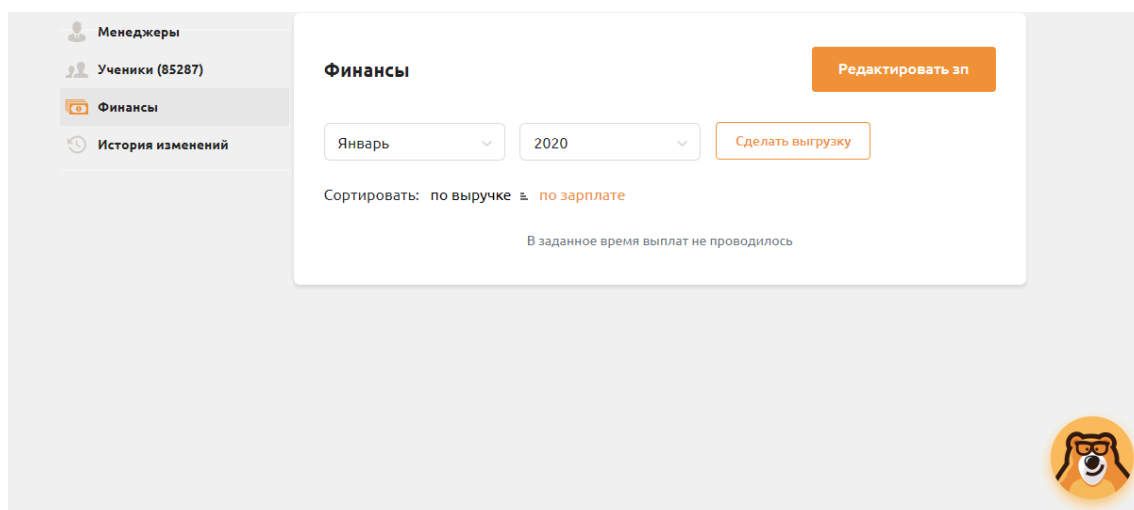 Менеджеры
Ученики (85287)
Финансы
История изменений
Финансы
Редактировать зп
Январь
2020
Сделать выгрузку
Сортировать: по выручке по зарплате
В заданное время выплат не проводилось